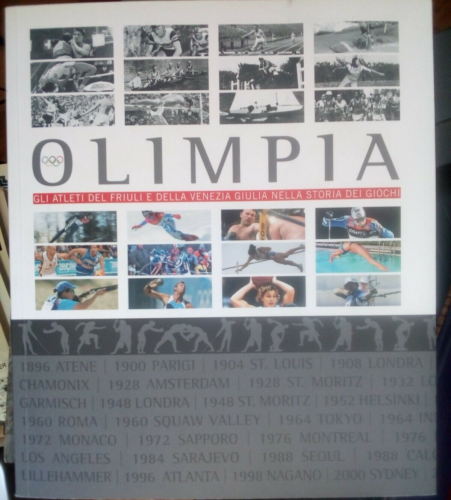 OLIMPIA
GLI ATLETI DEL FRIULI E DELLA VENEZIA GIULIA NELLA STORIA DEI GIOCHI
1896 ATENE | 1900 PARIGI | 1904 ST. LOUIS | 1908 LONDRA
CHAMONIX | 1928 AMSTERDAM | 1928 ST. MORITZ | 1932 LO
GARMISCH | 1948 LONDRA | 1948 ST. MORITZ | 1952 HELSINKI |
1960 ROMA | 1960 SQUAW VALLEY | 1964 TOKYO | 1964 IN
1972 MONACO | 1972 SAPPORO | 1976 MONTREAL | 1976
LOS ANGELES | 1984 SARAJEVO | 1988 SEOUL | 1988 CALG
LILLEHAMMER | 1996 ATLANTA | 1998 NAGANO | 2000 SYDNEY |